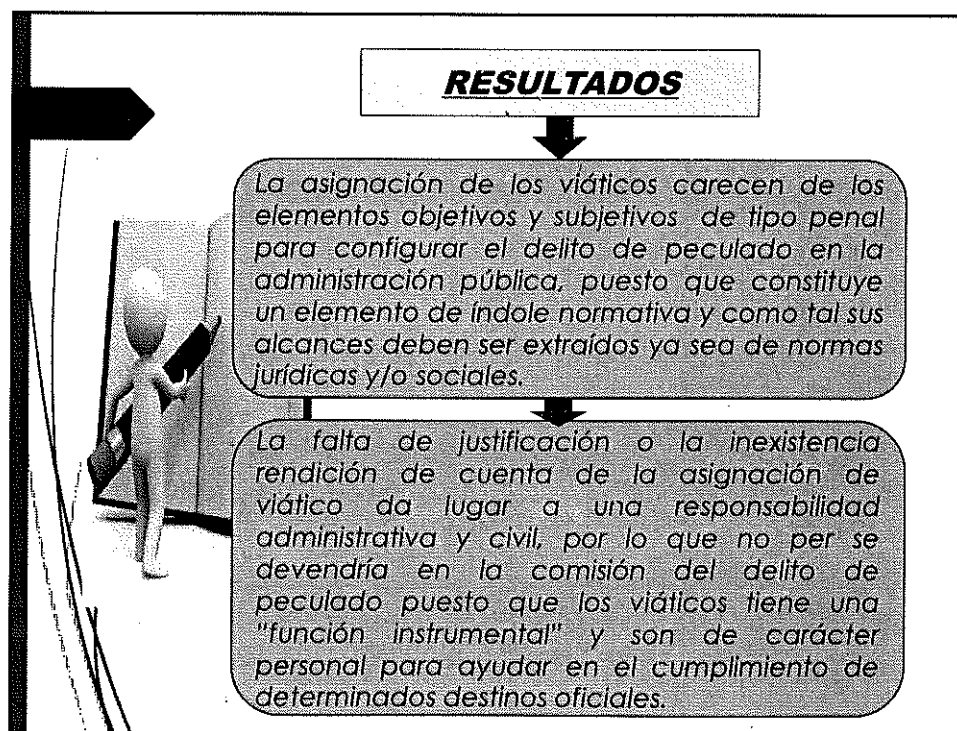 RESULTADOS
La asignación de los viáticos carecen de los
elementos objetivos y subjetivos de tipo penal
para configurar el delito de peculado en la
administración pública, puesto que constituye
un elemento de índole normativa y como tal sus
alcances deben ser extraídos ya sea de normas
jurídicas y/o sociales.
La falta de justificación o la inexistencia
rendición de cuenta de la asignación de
viático da lugar a una responsabilidad
administrativa y civil, por lo que no per se
devendría en la comisión del delito de
peculado puesto que los viáticos tiene una
"función instrumental" y son de carácter
personal para ayudar en el cumplimiento de
determinados destinos oficiales.